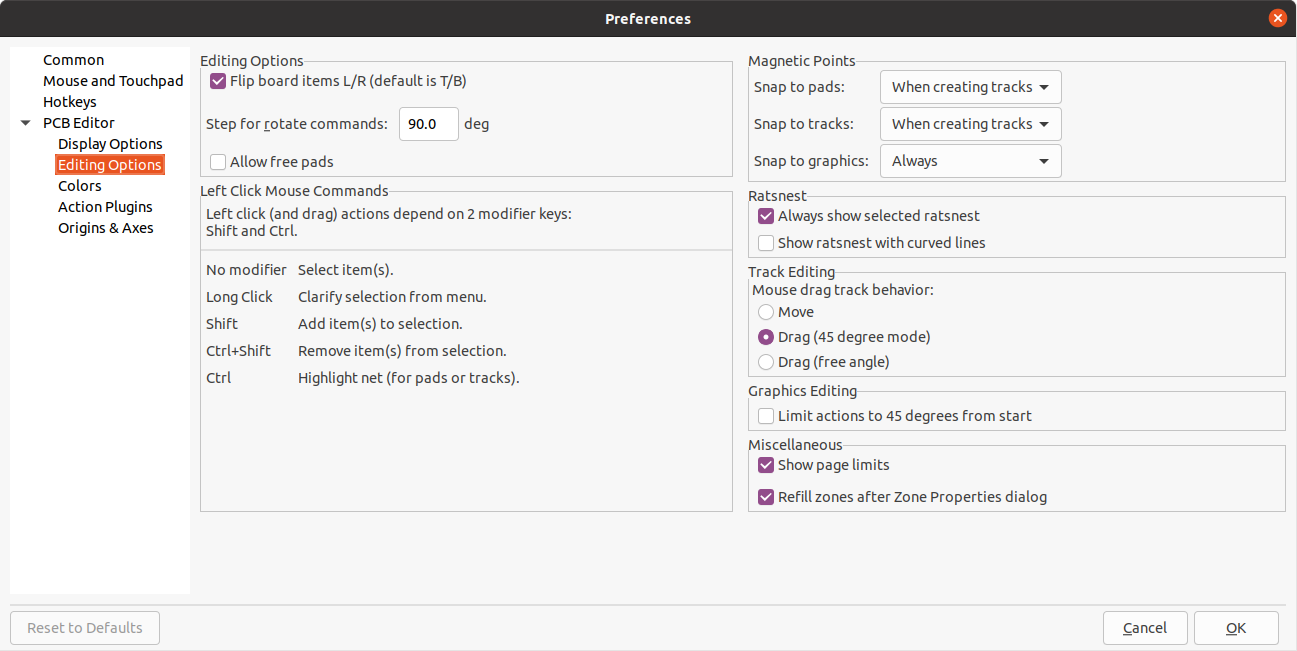 Preferences
Common
Mouse and Touchpad
Hotkeys
PCB Editor
Display Options
Editing Options
Colors
Action Plugins
Origins & Axes
Editing Options
Flip board items L/R (default is T/B)
Step for rotate commands: 90.0 deg
Allow free pads
Left Click Mouse Commands
Left click (and drag) actions depend on 2 modifier keys:
Shift and Ctrl.
No modifier Select item(s).
Long Click Clarify selection from menu.
Shift Add item(s) to selection.
Ctrl+Shift Remove item(s) from selection.
Ctrl Highlight net (for pads or tracks).
Magnetic Points
Snap to pads: When creating tracks
Snap to tracks: When creating tracks
Snap to graphics: Always
Ratsnest
Always show selected ratsnest
Show ratsnest with curved lines
Track Editing
Mouse drag track behavior:
Move
Drag (45 degree mode)
Drag (free angle)
Graphics Editing
Limit actions to 45 degrees from start
Miscellaneous
Show page limits
Refill zones after Zone Properties dialog
Reset to Defaults
Cancel
OK